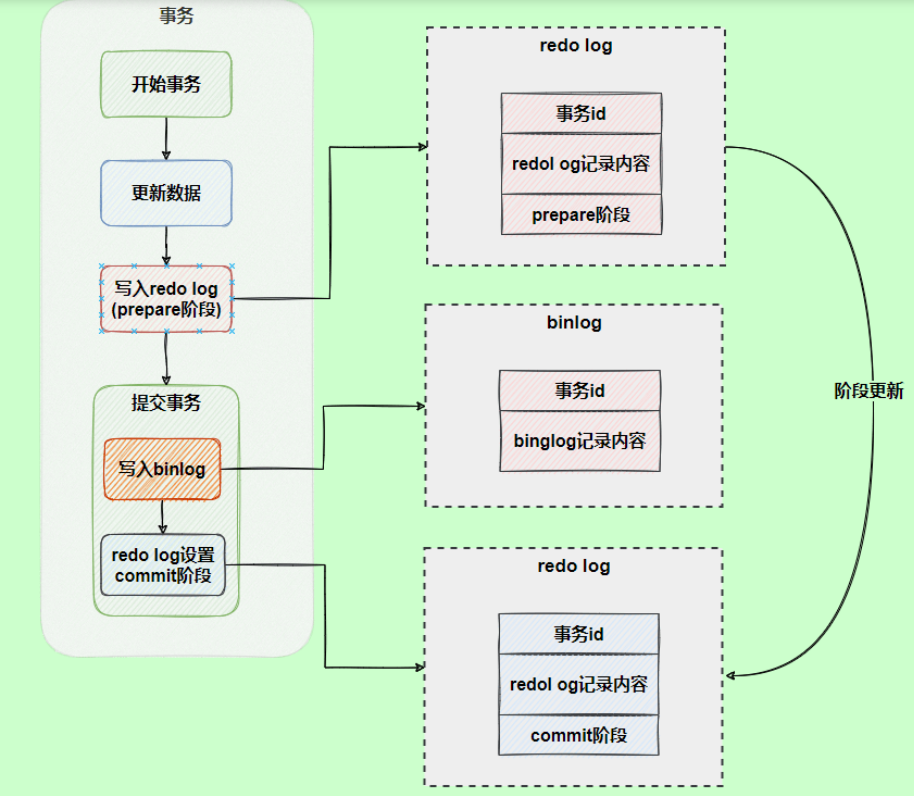 事务
开始事务
更新数据
写入redo log
(prepare阶段)
提交事务
写入binlog
redo log设置
commit阶段
redo log
事务id
redol og记录内容
prepare阶段
binlog
事务id
binglog记录内容
redo log
事务id
redol og记录内容
commit阶段
阶段更新